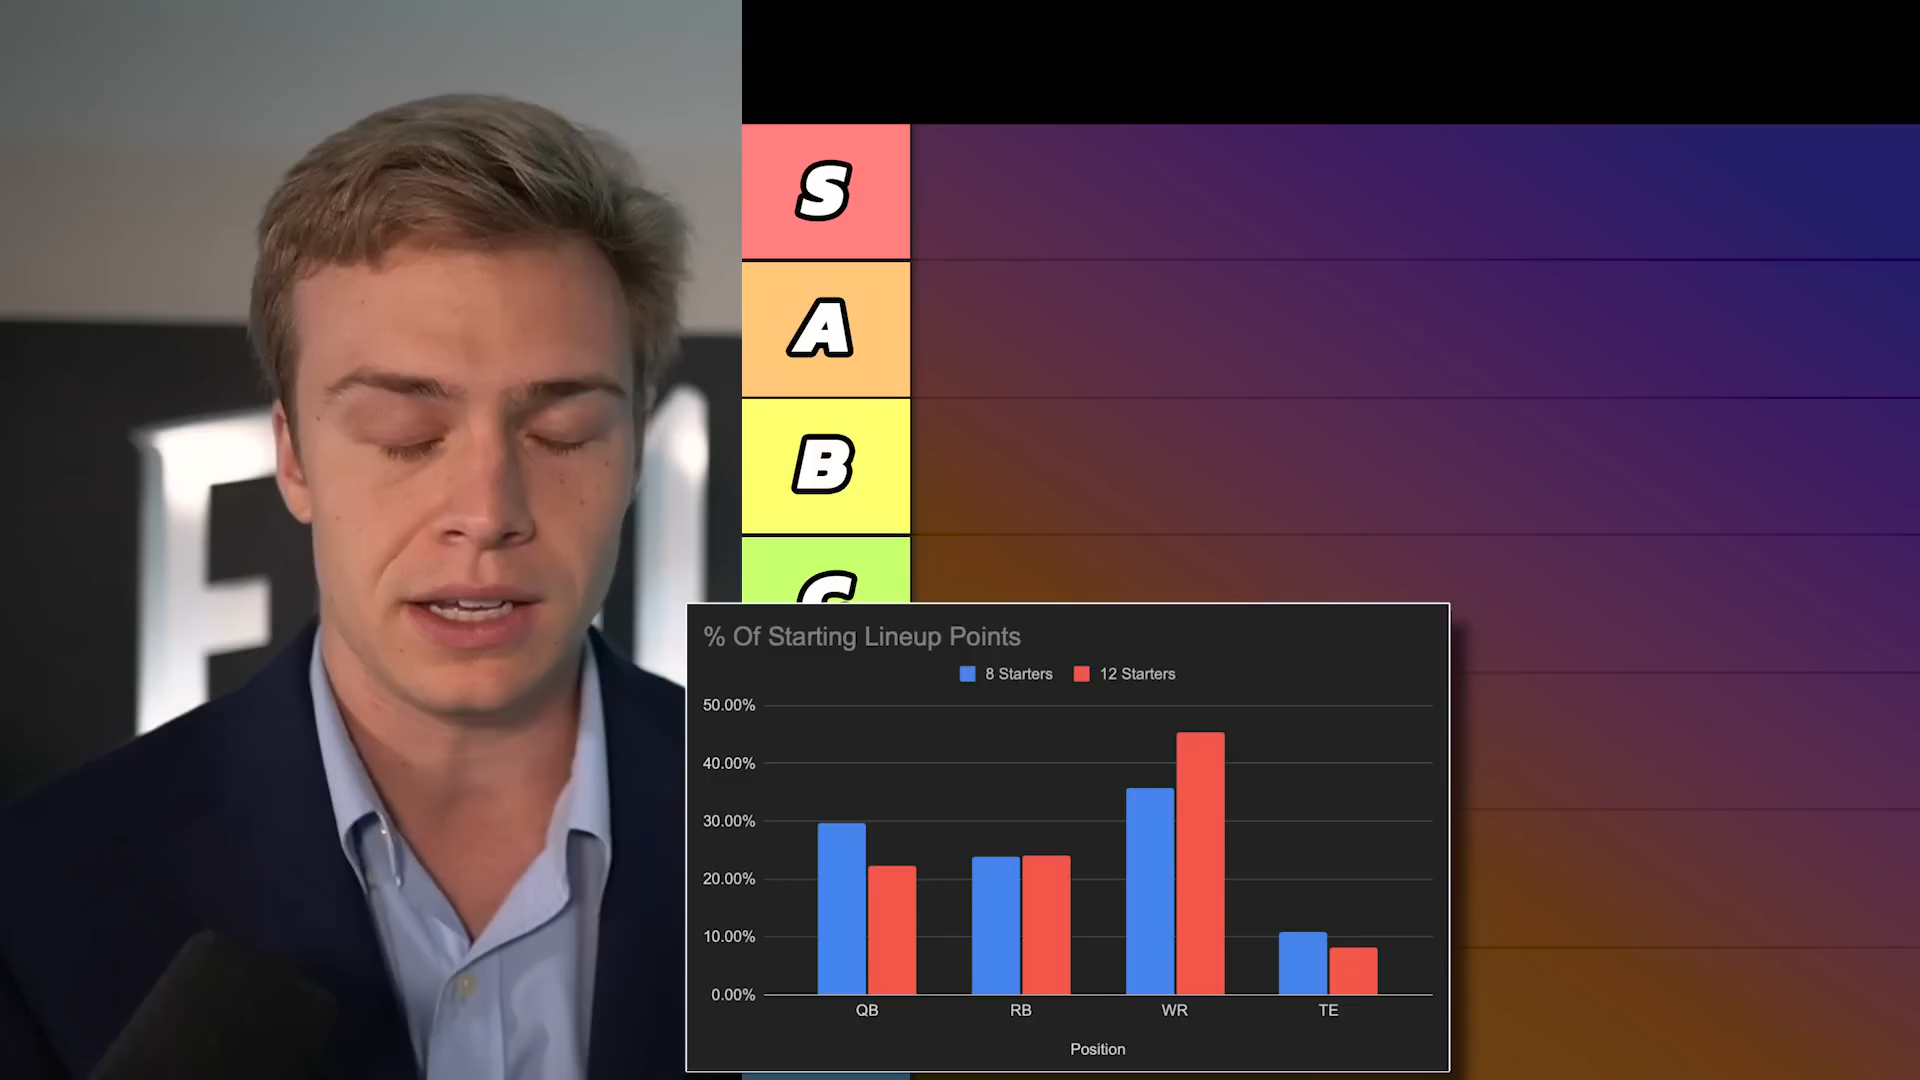 S
A
B
C
% Of Starting Lineup Points
8 Starters
12 Starters
50.00%
40.00%
30.00%
20.00%
10.00%
0.00%
QB
RB
WR
TE
Position